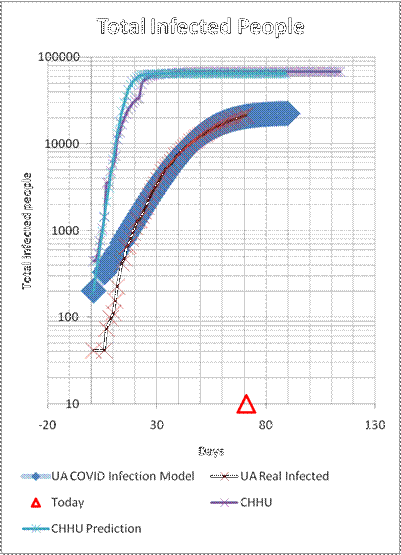 Total Infected People
100000
10000
1000
100
10
Total infected people
-20 30 80 130
Days
UA COVID Infection Model UA Real Infected
Today CHHU
CHHU Prediction